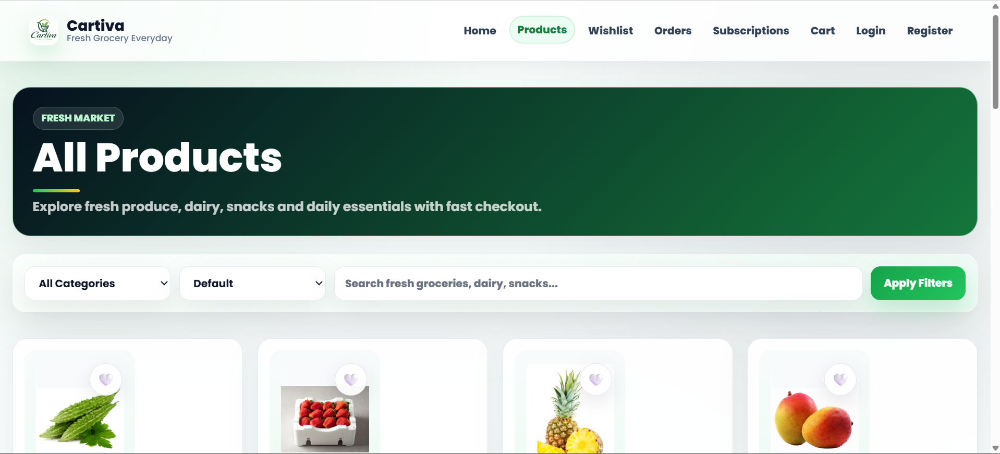 Cartiva
Cartiva
Fresh Grocery Everyday
Home
Products
Wishlist
Orders
Subscriptions
Cart
Login
Register
FRESH MARKET
All Products
Explore fresh produce, dairy, snacks and daily essentials with fast checkout.
All Categories
Default
Search fresh groceries, dairy, snacks...
Apply Filters